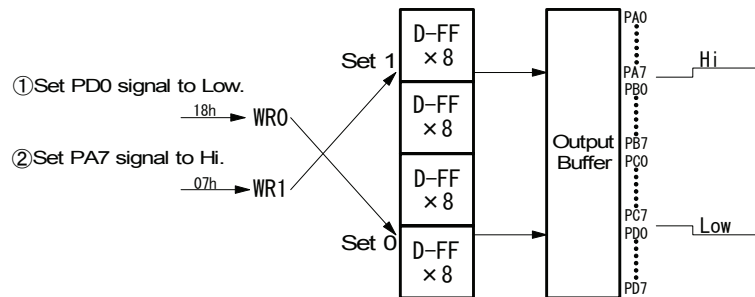 ①Set PD0 signal to Low.
18h
WR0
②Set PA7 signal to Hi.
07h
WR1
Set 1
Set 0
D-FF
×8
D-FF
×8
D-FF
×8
D-FF
×8
Output
Buffer
PA0
PA7
PB0
PB7
PC0
PC7
PD0
PD7
Hi
Low